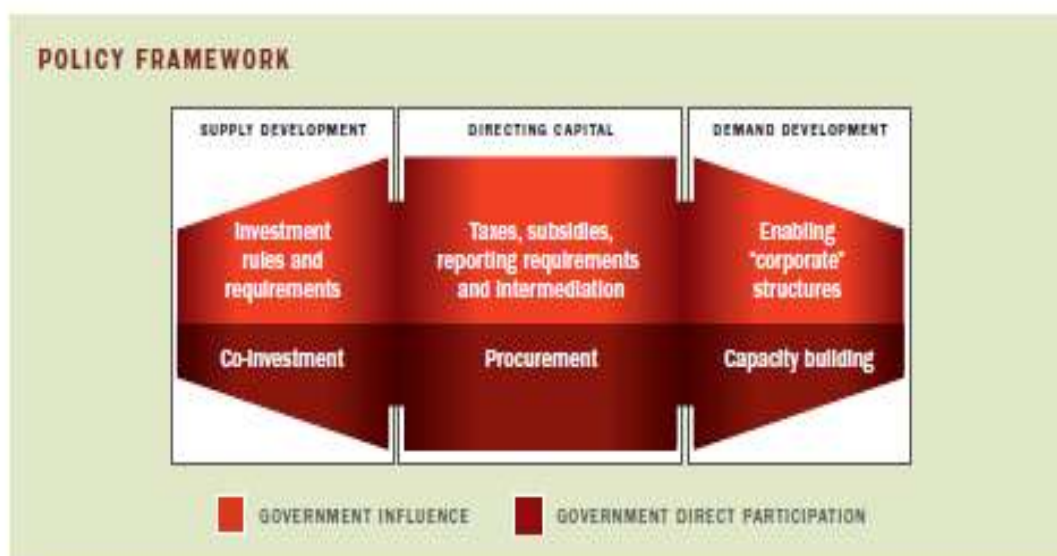 POLICY FRAMEWORK
SUPPLY DEVELOPMENT
DIRECTING CAPITAL
DEMAND DEVELOPMENT
Investment
rules and
requirements
Taxes, subsidies,
reporting requirements
and intermediation
Enabling
"corporate"
structures
Co-investment
Procurement
Capacity building
GOVERNMENT INFLUENCE
GOVERNMENT DIRECT PARTICIPATION